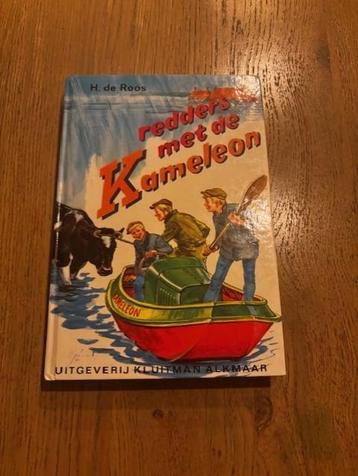 H. de Roos
redders
met de
Kameleon
KAMELEON
UITGEVERIJ KLUITMAN ALKMAAR